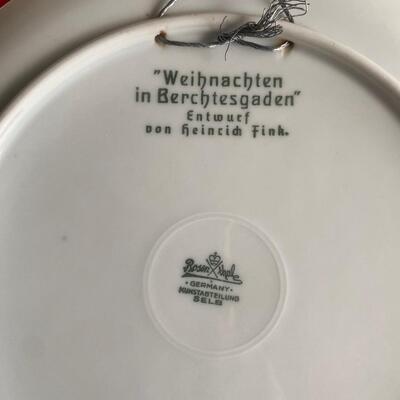 "Weihnachten
in Berchtesgaden"
Entwurf
von Heinrich Fink.
Rosenthal
GERMANY
KUNSTABTEILUNG
SELB